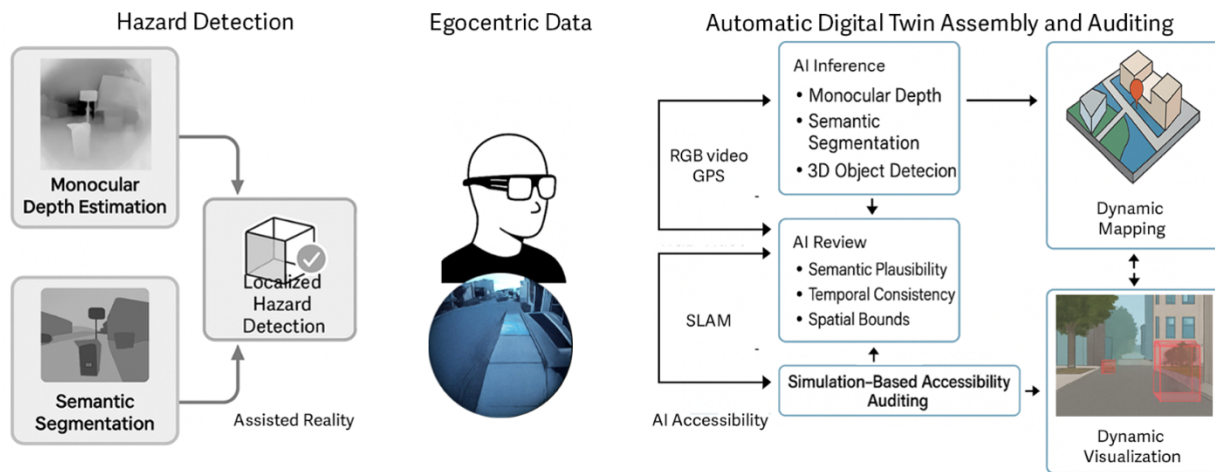 Hazard Detection
Monocular
Depth Estimation
Localized
Hazard
Detection
Semantic
Segmentation
Assisted Reality
Egocentric Data
Automatic Digital Twin Assembly and Auditing
RGB video
GPS
SLAM
AI Accessibility
AI Inference
• Monocular Depth
• Semantic
Segmentation
• 3D Object Detecion
AI Review
• Semantic Plausibility
• Temporal Consistency
• Spatial Bounds
Simulation-Based Accessibility
Auditing
Dynamic
Mapping
Dynamic
Visualization